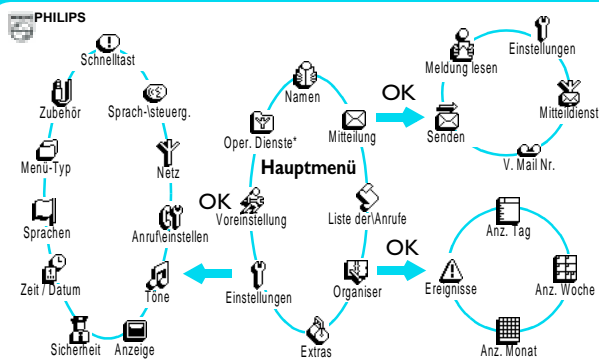 PHILIPS
Schnelltast
Zubehör
Sprach-\steuerg.
Menü-Typ
Netz
Sprachen
Anruf\einstellen
Zeit / Datum
Töne
Sicherheit
Anzeige
Namen
Oper. Dienste*
Mitteilung
Hauptmenü
OK
Voreinstellung
Liste der\Anrufe
Einstellungen
Organiser
Extras
OK
Meldung lesen
Einstellungen
Senden
Mitteildienst
V. Mail Nr.
OK
Anz. Tag
Ereignisse
Anz. Woche
Anz. Monat